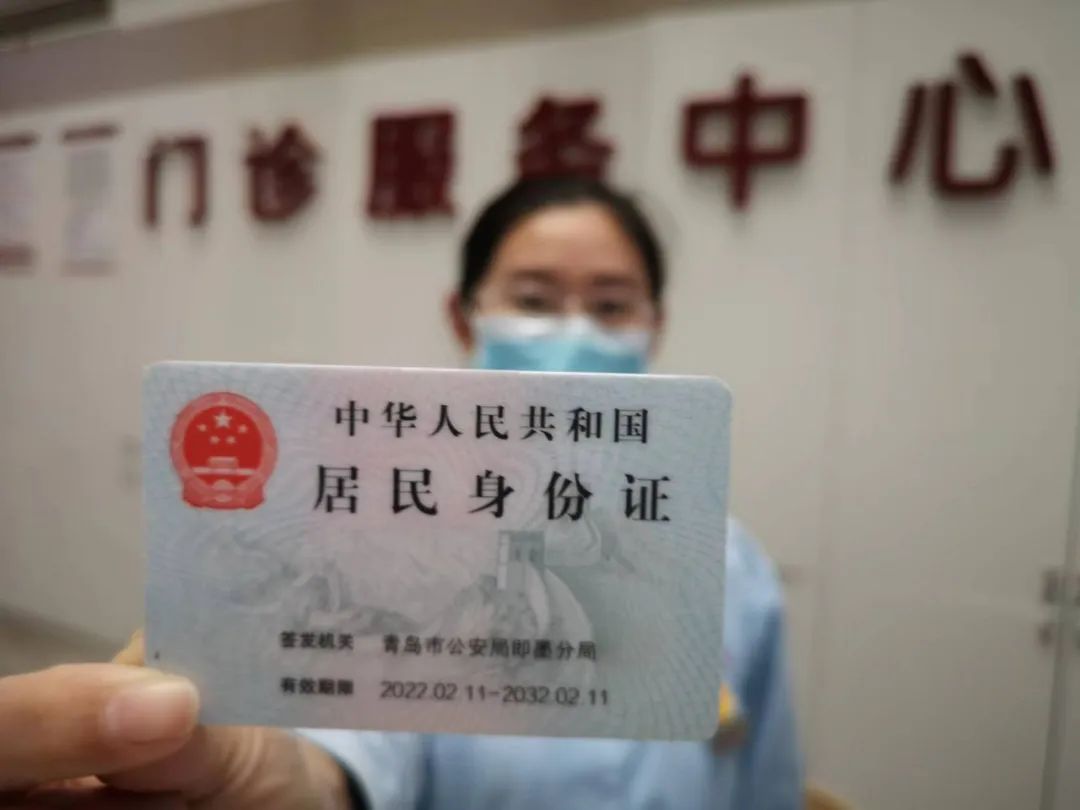 门诊服务中心
中华人民共和国
居民身份证
签发机关 青岛市公安局即墨分局
有效期限 2022.02.11-2032.02.11